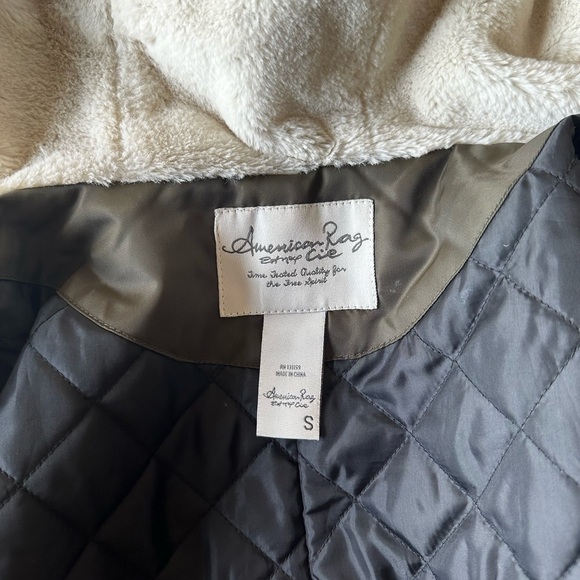 American Rag
Cie
Time Tested Quality for
the Free Spirit
MADE IN CHINA
American Rag
Cie
S